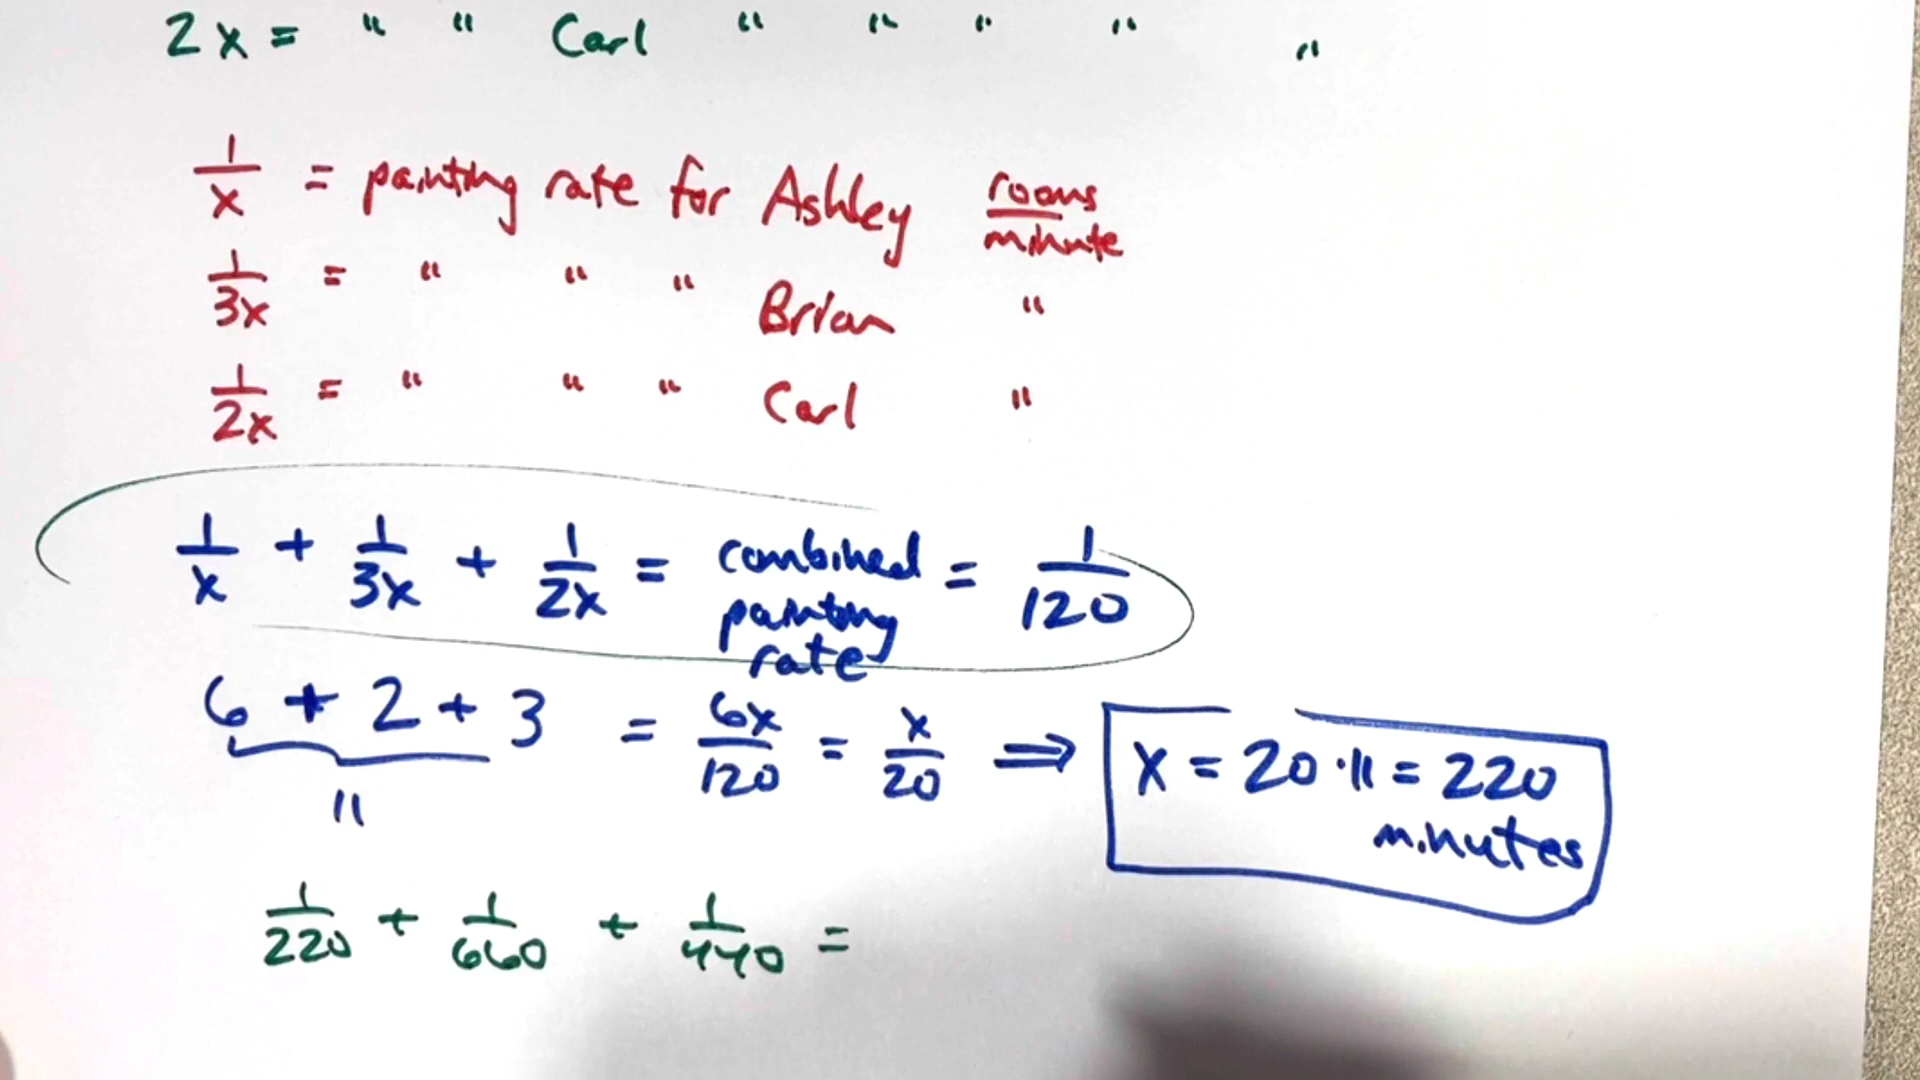 2x = " " Carl " " " " "
1/x = painting rate for Ashley rooms/minute
1/3x = " " " Brian "
1/2x = " " " Carl "
1/x + 1/3x + 1/2x = combined painting rate = 1/120
6 + 2 + 3 = 6x/120 = x/20 ⇒ x = 20·11 = 220 minutes
11
1/220 + 1/660 + 1/440 =